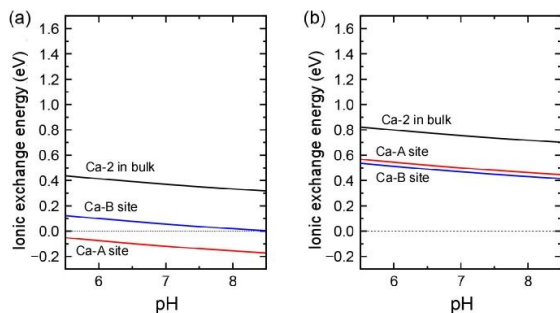 (a)
Ionic exchange energy (eV)
1.6
1.4
1.2
1.0
0.8
0.6
0.4
0.2
0.0
−0.2
Ca-2 in bulk
Ca-B site
Ca-A site
6 7 8
pH
(b)
Ionic exchange energy (eV)
1.6
1.4
1.2
1.0
0.8
0.6
0.4
0.2
0.0
−0.2
Ca-2 in bulk
Ca-A site
Ca-B site
6 7 8
pH